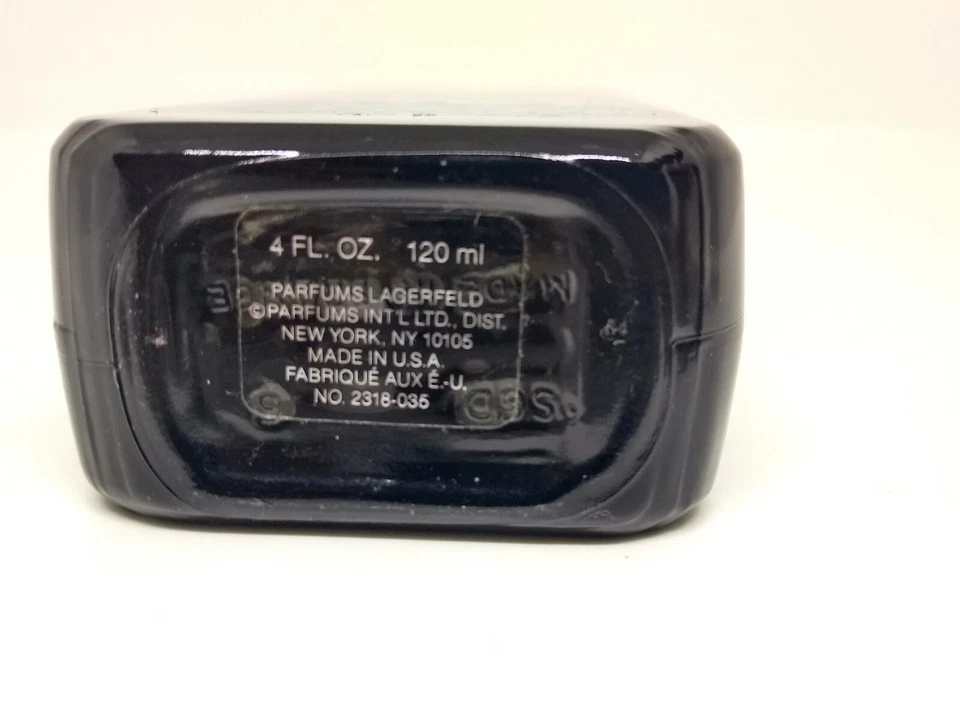 4 FL. OZ. 120 ml
PARFUMS LAGERFELD
©PARFUMS INT'L LTD., DIST.
NEW YORK, NY 10105
MADE IN U.S.A.
FABRIQUÉ AUX É.-U.
NO. 2318-035